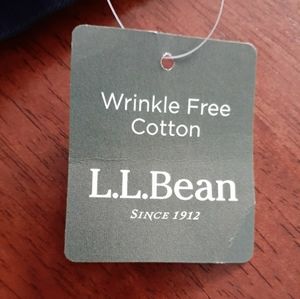 Wrinkle Free
Cotton
L.L.Bean
SINCE 1912